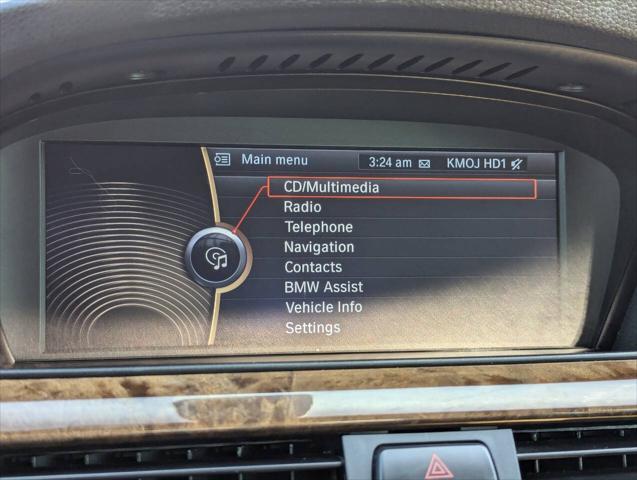 Main menu 3:24 am KMOJ HD1
CD/Multimedia
Radio
Telephone
Navigation
Contacts
BMW Assist
Vehicle Info
Settings